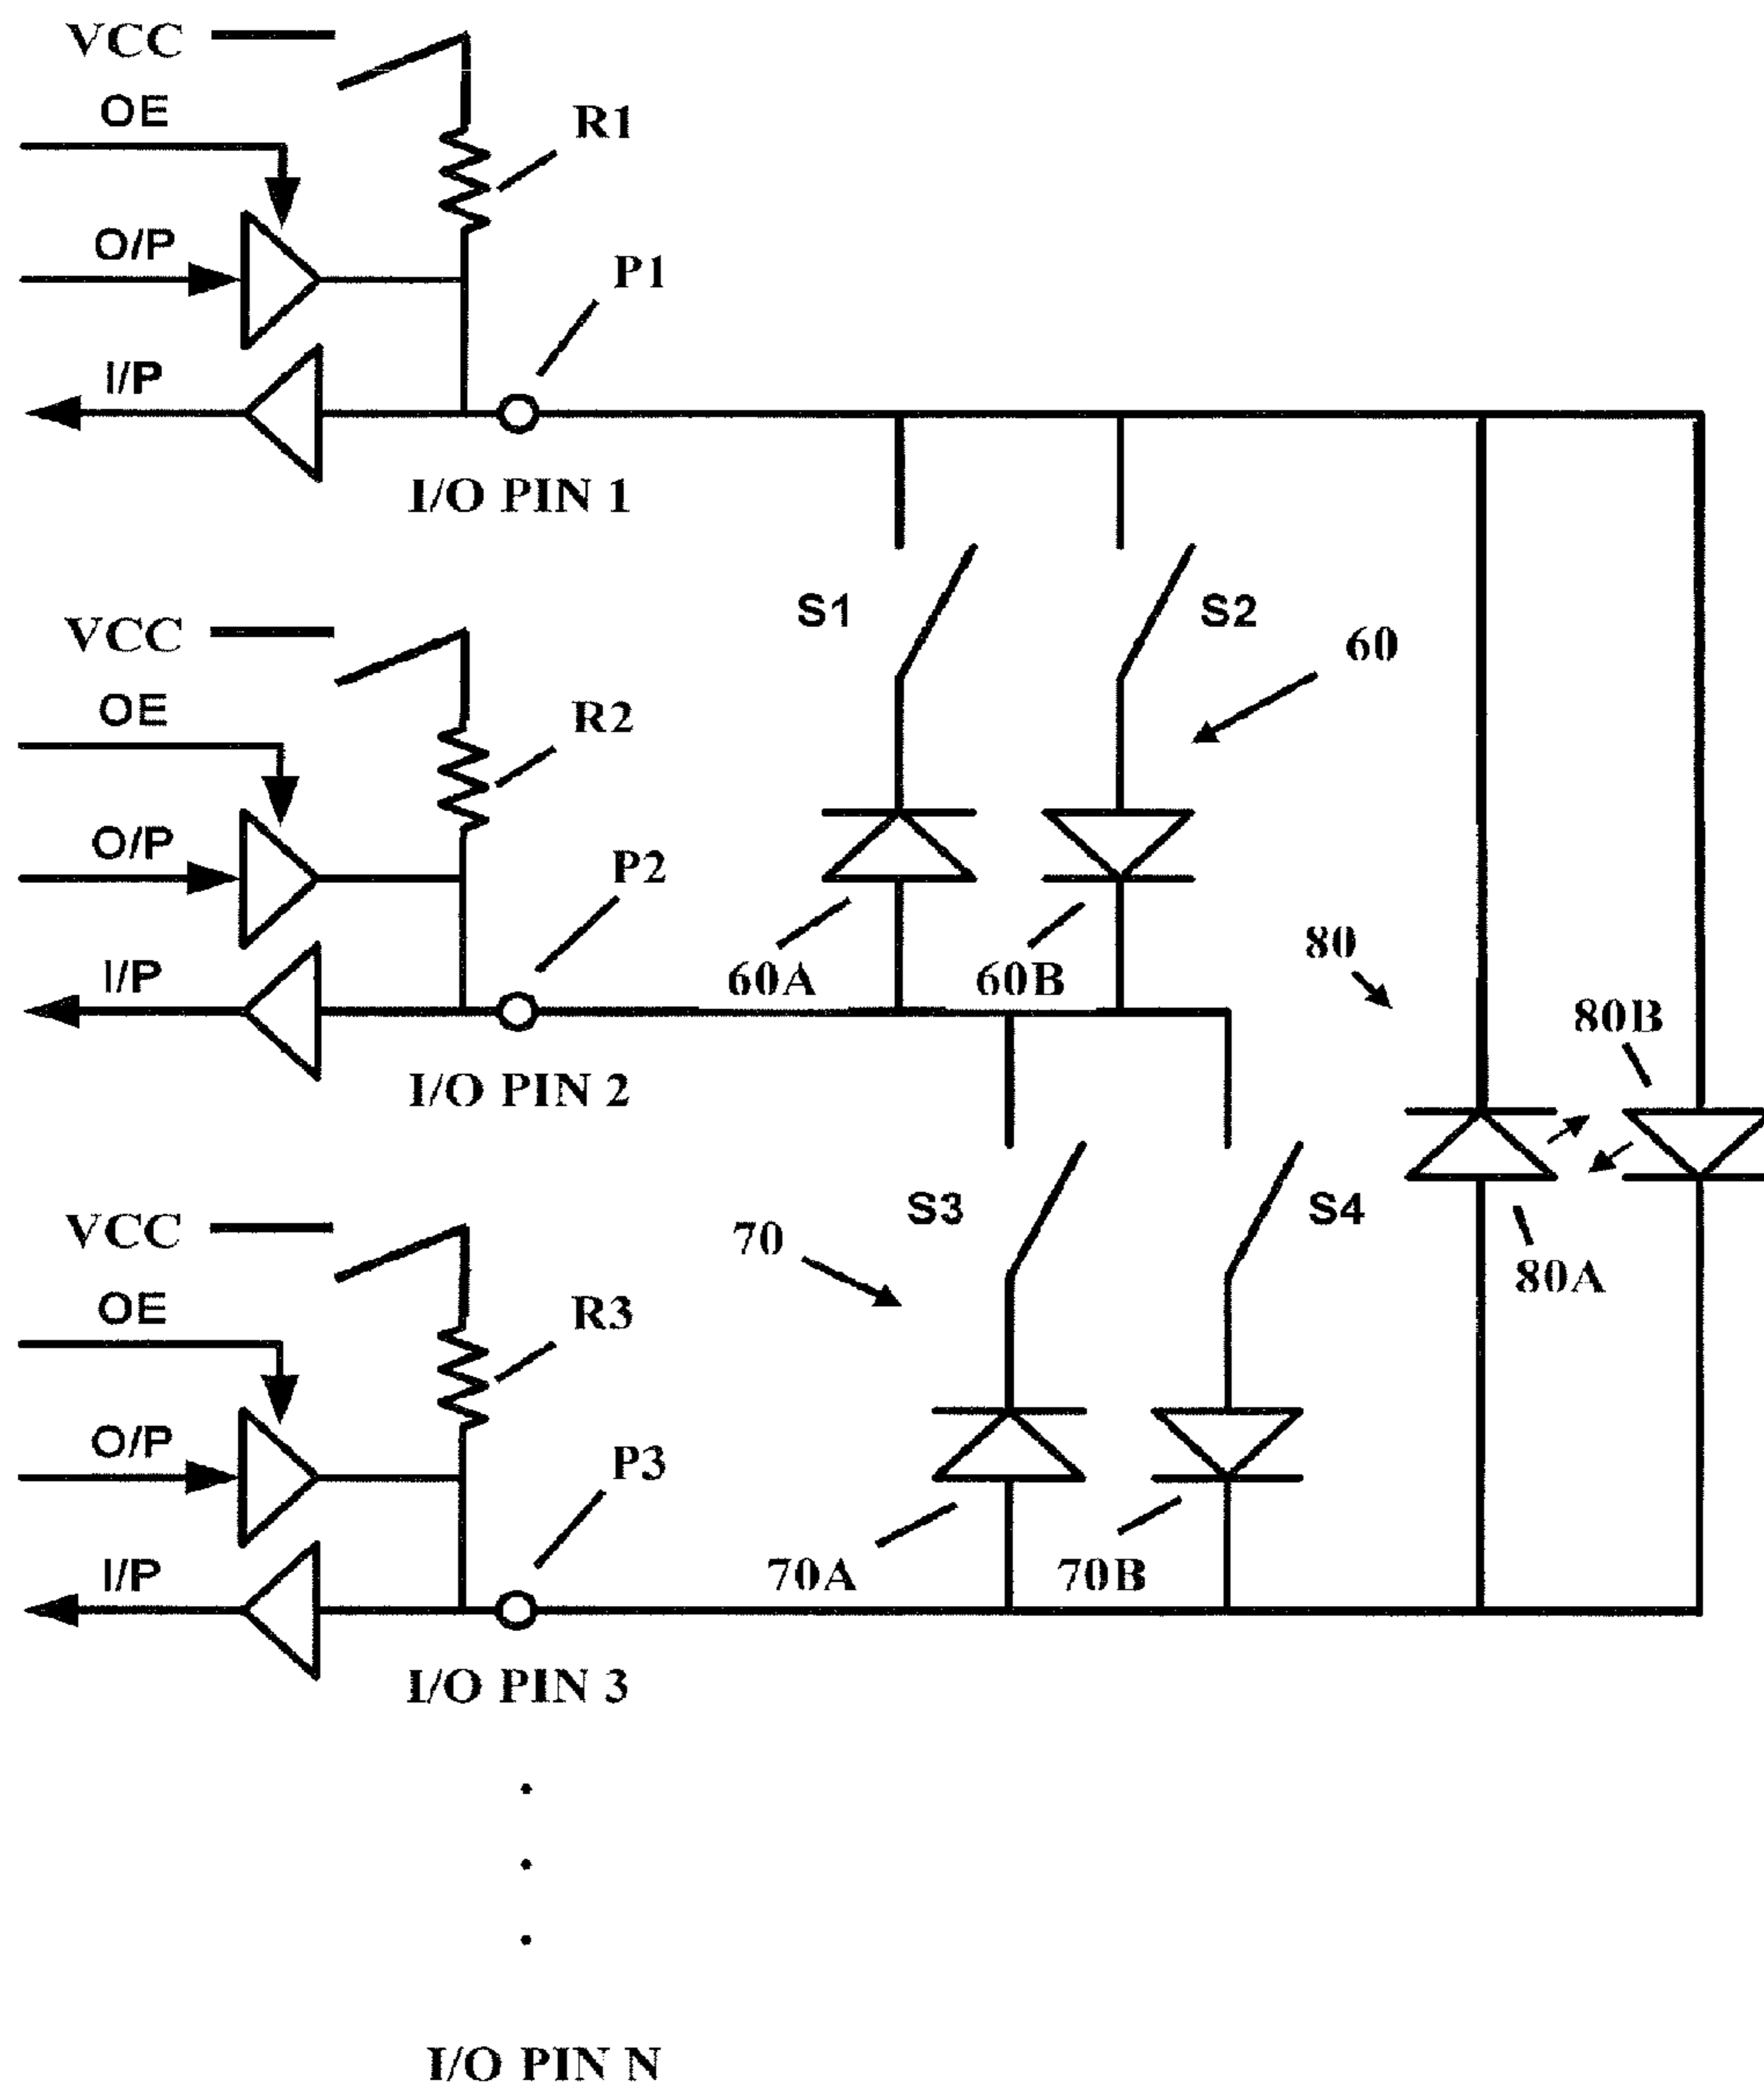 VCC
OE
R1
O/P
P1
I/P
I/O PIN 1
S1
S2
60
VCC
OE
R2
O/P
P2
I/P
60A
60B
80
80B
I/O PIN 2
S3
S4
70
80A
VCC
OE
R3
O/P
P3
I/P
70A
70B
I/O PIN 3
I/O PIN N